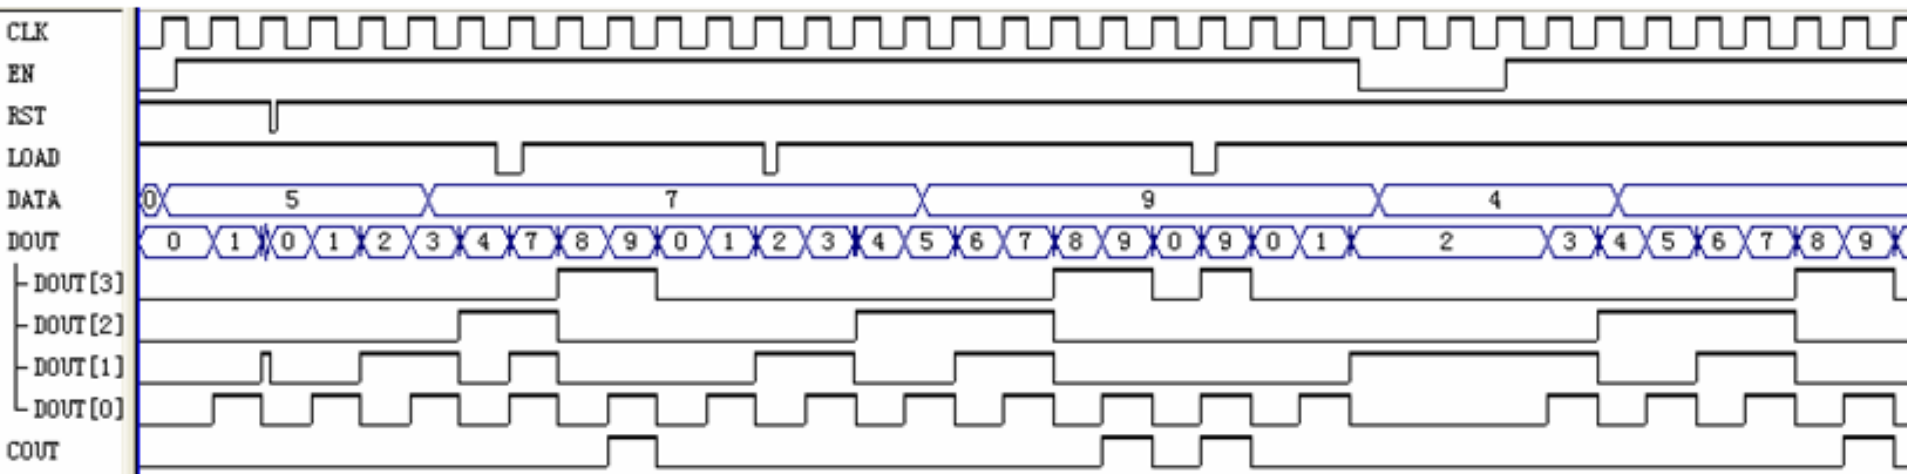 CLK
EN
RST
LOAD
DATA 0 5 7 9 4
DOUT 0 1 0 1 2 3 4 7 8 9 0 1 2 3 4 5 6 7 8 9 0 9 0 1 2 3 4 5 6 7 8 9
DOUT[3]
DOUT[2]
DOUT[1]
DOUT[0]
COUT